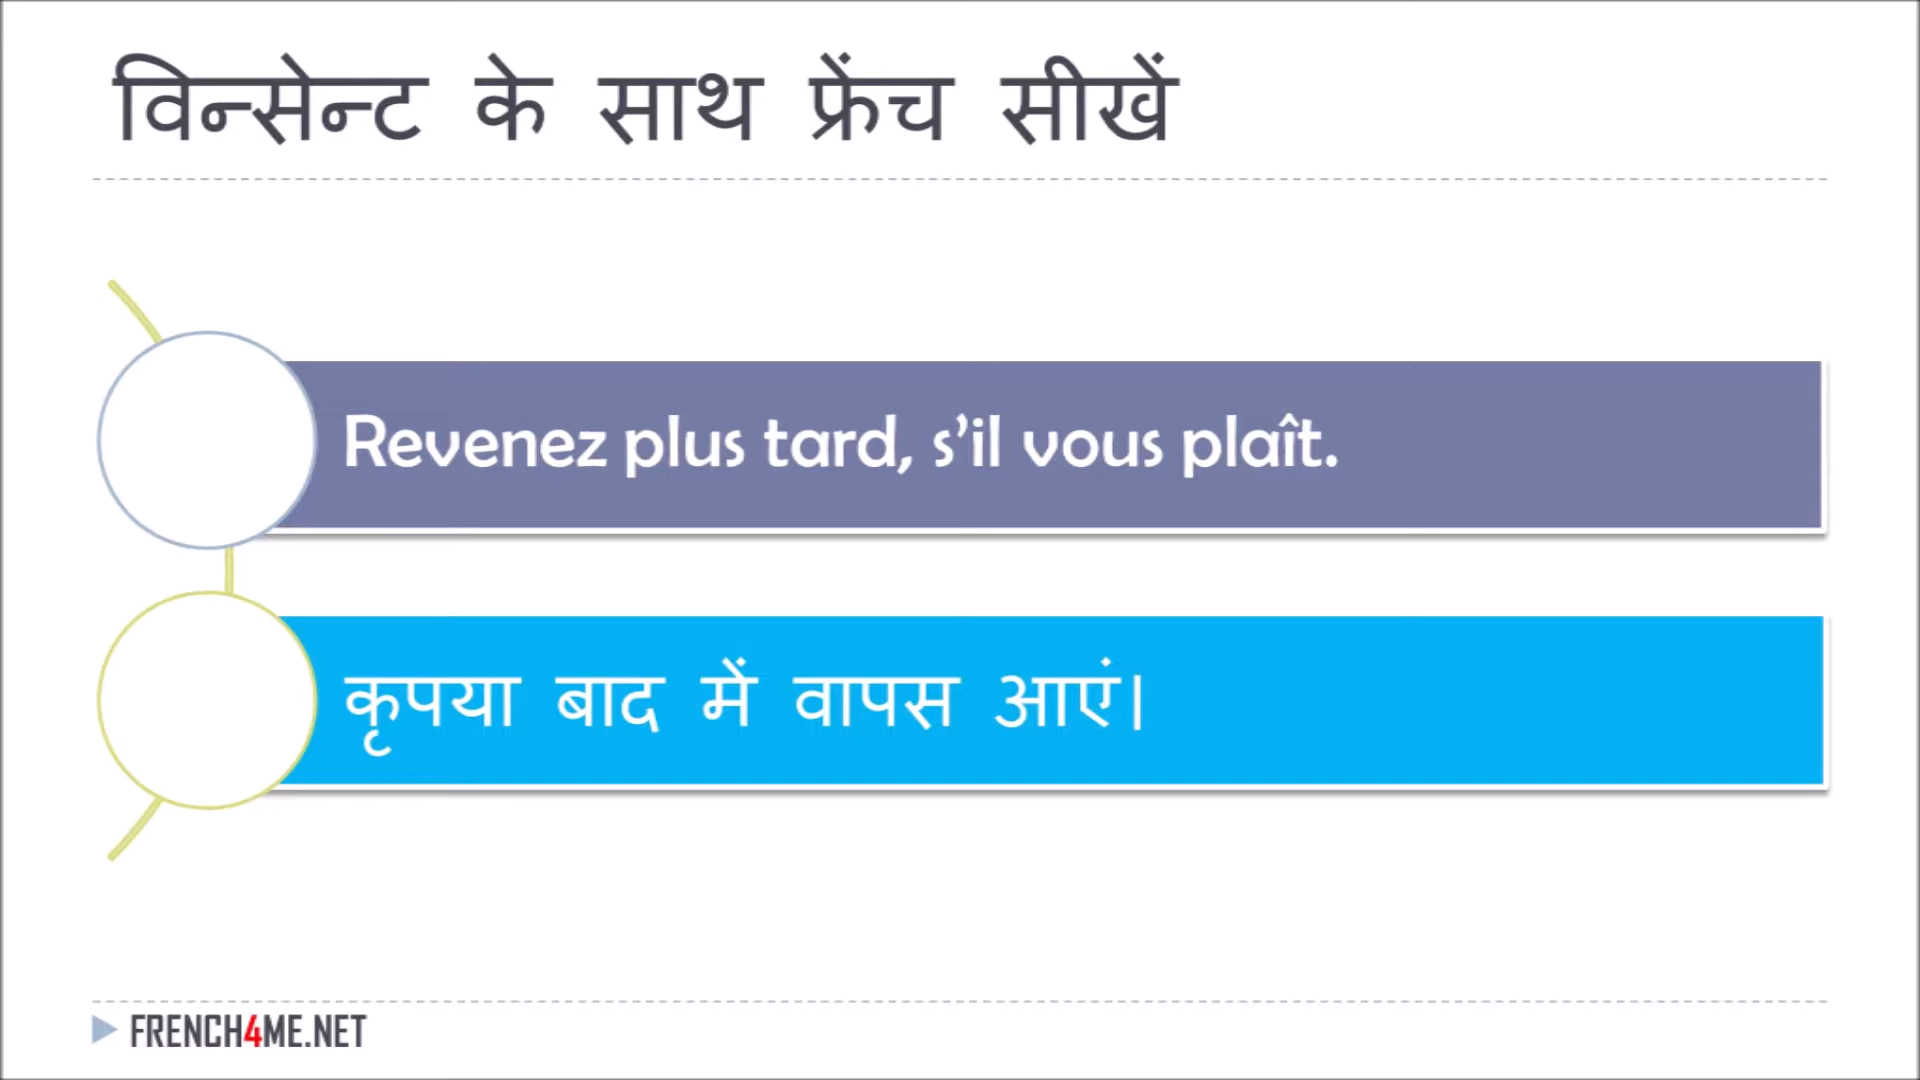 विन्सेन्ट के साथ फ्रेंच सीखें
Revenez plus tard, s’il vous plaît.
कृपया बाद में वापस आएं।
FRENCH4ME.NET